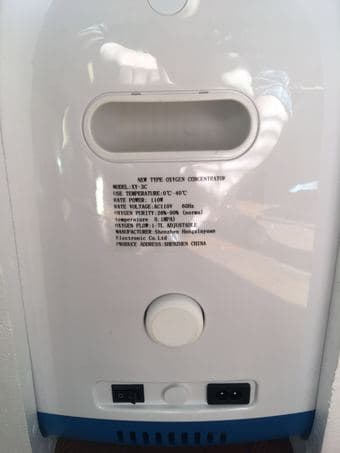 NEW TYPE OXYGEN CONCENTRATOR
MODEL:XY-3C
USE TEMPERATURE:0℃-40℃
RATE POWER: 110W
RATE VOLTAGE:AC110V 60Hz
OXYGEN PURITY:28%-90% (normal
temperature 0.1MPA)
OXYGEN FLOW:1-7L ADJUSTABLE
MANUFACTOR:Shenzhen
Electronic Co.Ltd
PRODUCE ADDRESS:SHENZHEN CHINA